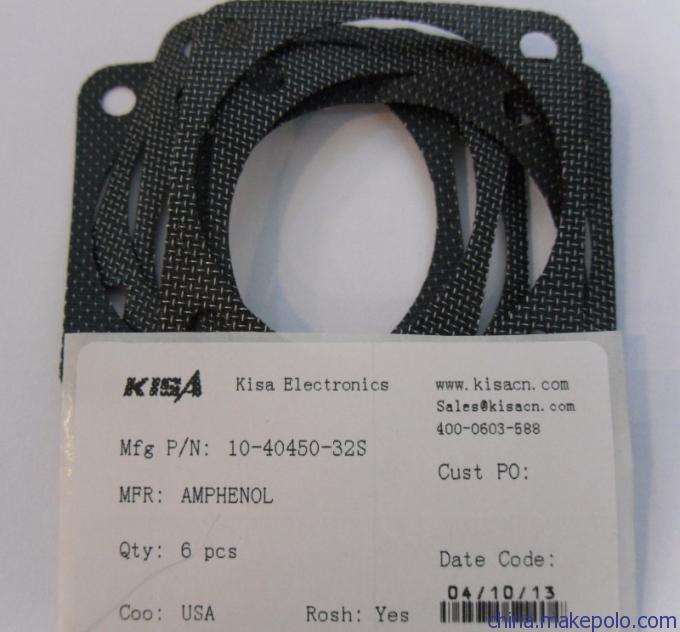 KISA Kisa Electronics www.kisacn.com
Sales@kisacn.com
400-0603-588
Mfg P/N: 10-40450-32S
Cust PO:
MFR: AMPHENOL
Qty: 6 pcs
Date Code:
04/10/13
Coo: USA Rosh: Yes
china.makepolo.com